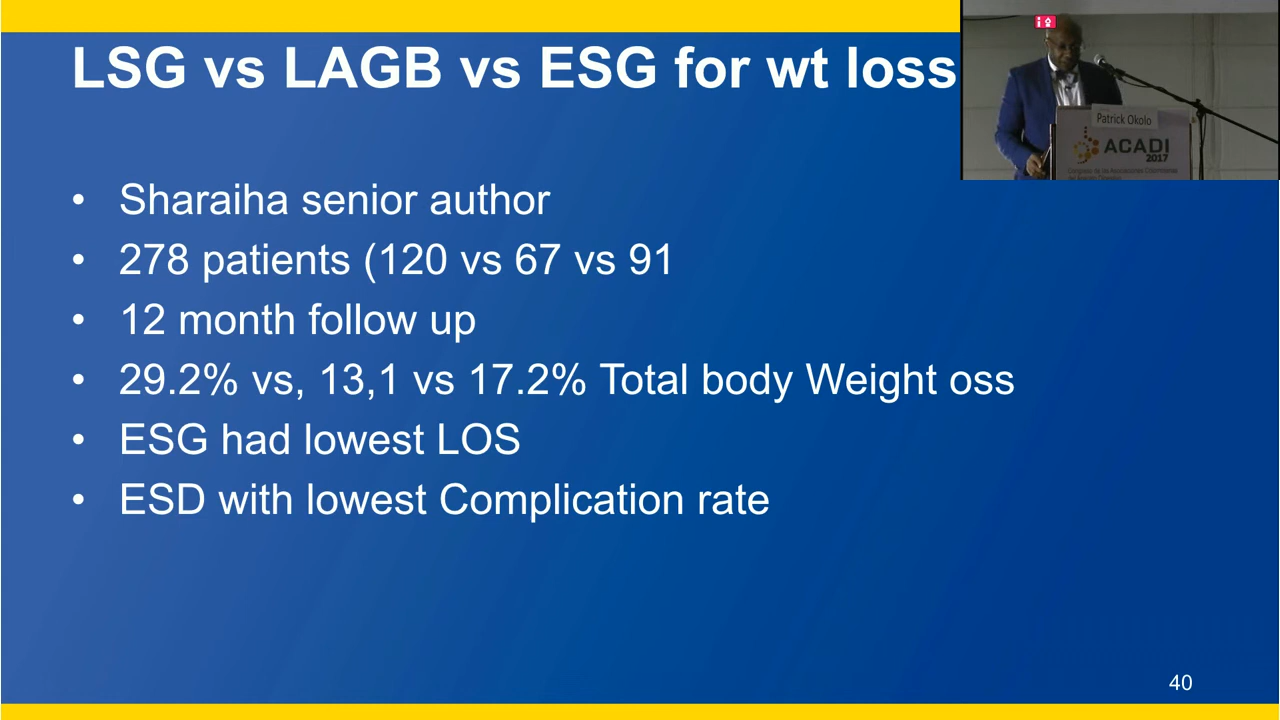 LSG vs LAGB vs ESG for wt loss
• Sharaiha senior author
• 278 patients (120 vs 67 vs 91
• 12 month follow up
• 29.2% vs, 13,1 vs 17.2% Total body Weight oss
• ESG had lowest LOS
• ESD with lowest Complication rate
40
Patrick Okolo
ACADI
2017